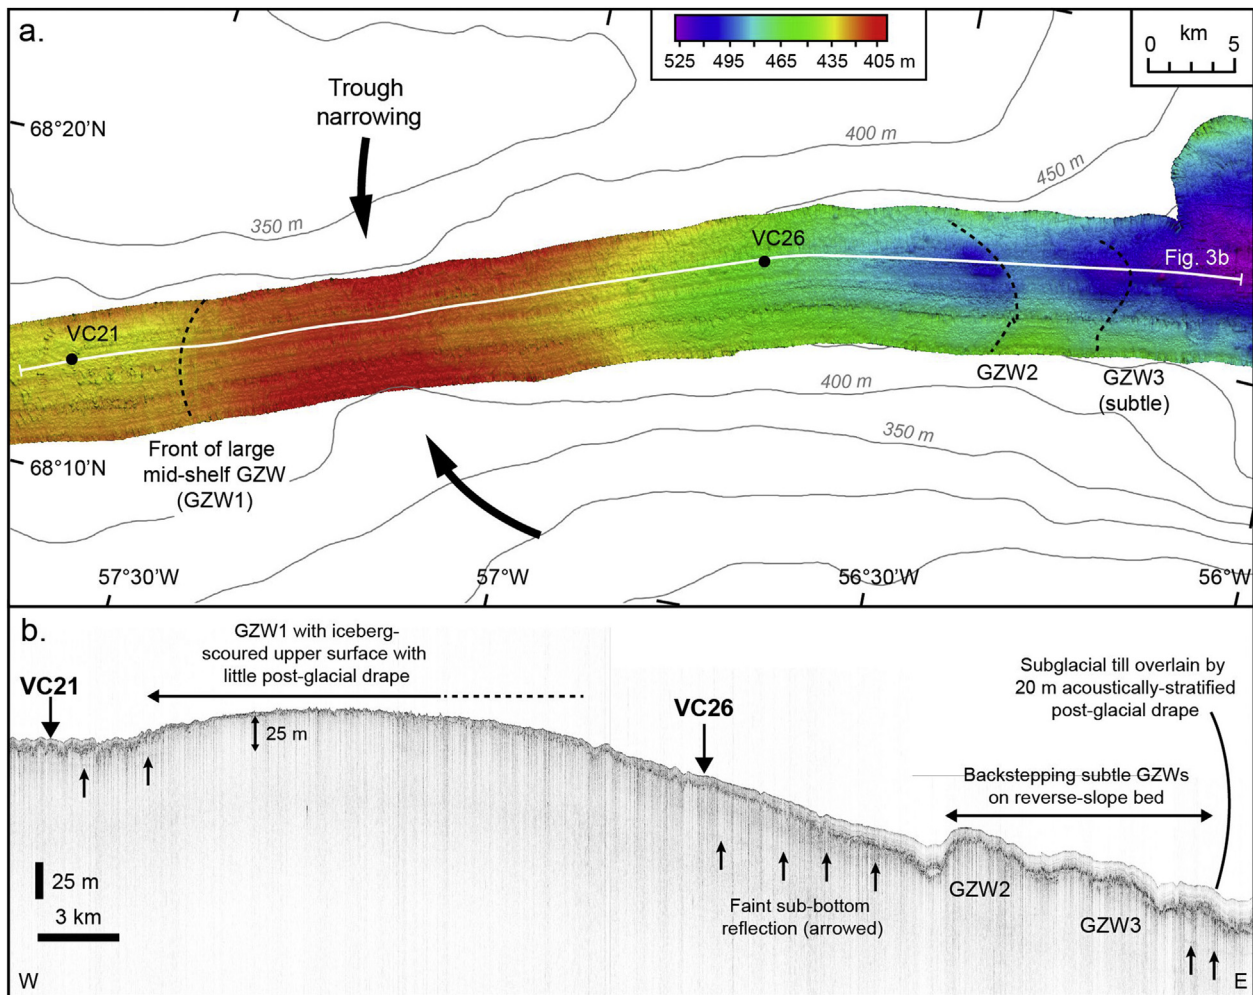 a.
525 495 465 435 405 m
km
0 5
Trough
narrowing
68°20'N
400 m
450 m
350 m
VC26
Fig. 3b
VC21
GZW2
GZW3
(subtle)
400 m
350 m
Front of large
mid-shelf GZW
(GZW1)
68°10'N
57°30'W 57°W 56°30'W 56°W
b.
GZW1 with iceberg-
scoured upper surface with
little post-glacial drape
VC21
25 m
VC26
Subglacial till overlain by
20 m acoustically-stratified
post-glacial drape
Backstepping subtle GZWs
on reverse-slope bed
25 m
3 km
Faint sub-bottom
reflection (arrowed)
GZW2
GZW3
W E